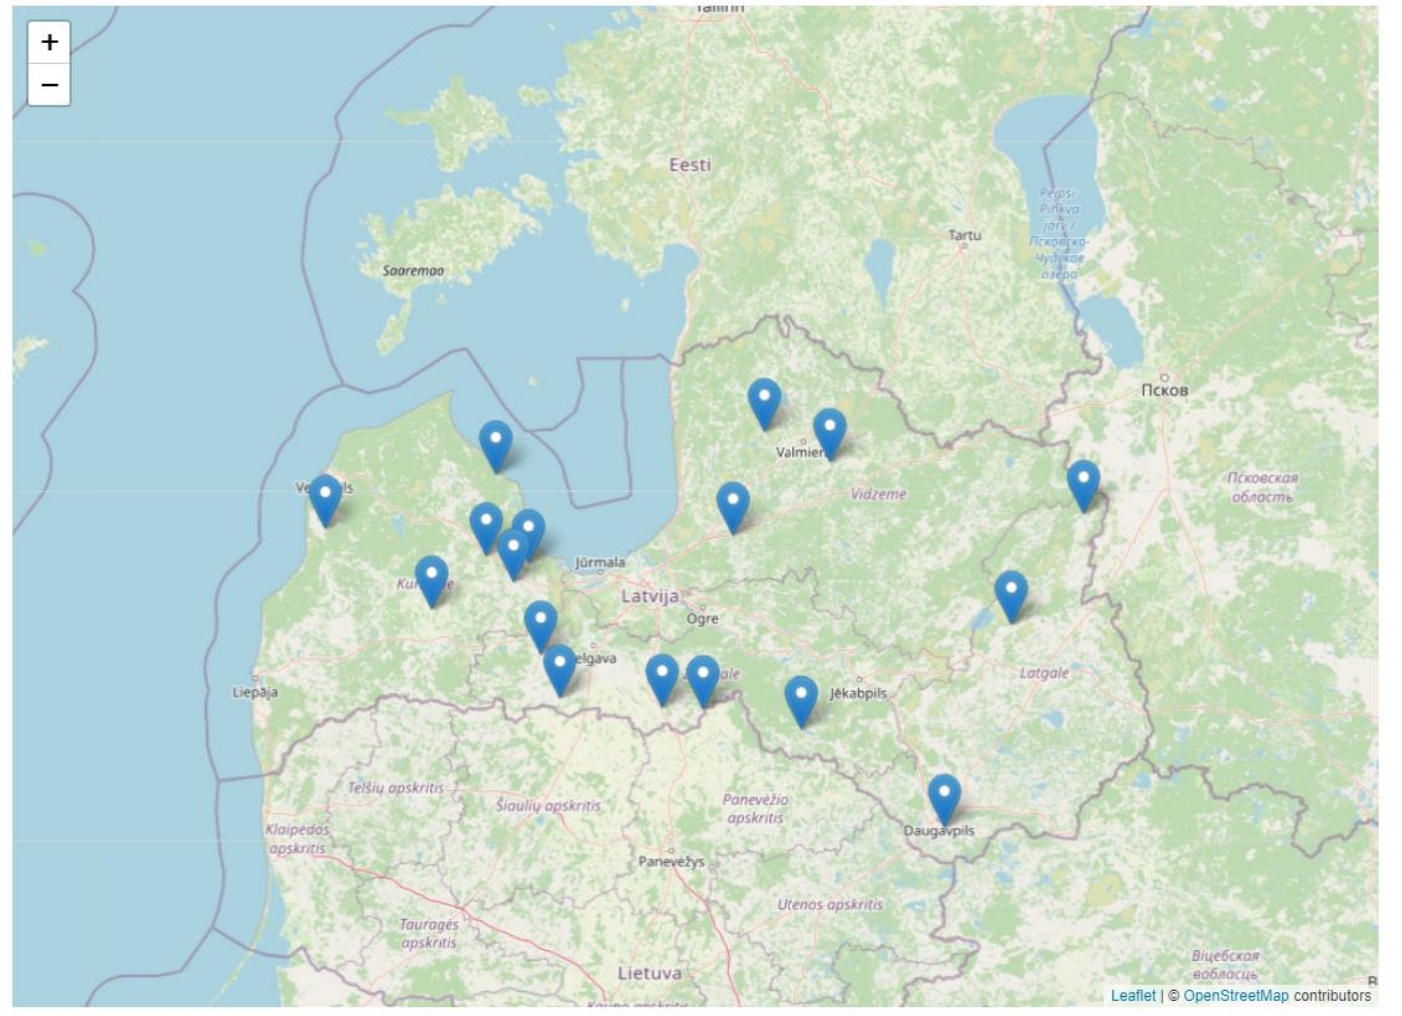 +
−
Tallinn
Eesti
Peipsi-
Pihkva
järv /
Псковско-
Чудское
озеро
Tartu
Saaremaa
Псков
Valmiera
Псковская
область
Vidzeme
Jūrmala
Latvija
Ogre
Liepāja
Jēkabpils
Latgale
Telšių apskritis
Šiaulių apskritis
Panevėžio
apskritis
Klaipėdos
apskritis
Daugavpils
Panevėžys
Utenos apskritis
Tauragės
apskritis
Lietuva
Віцебская
вобласць
Kauno apskritis
Leaflet | © OpenStreetMap contributors